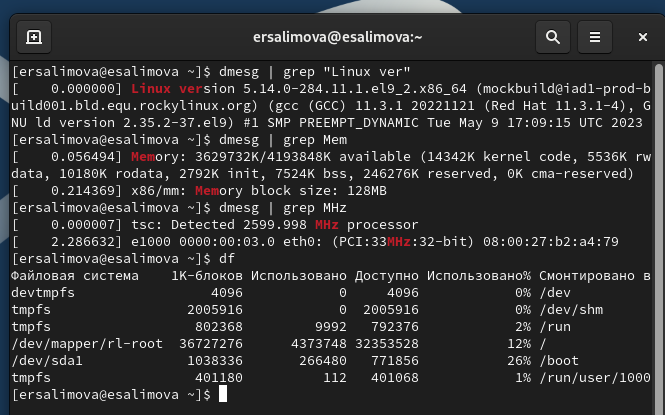 ersalimova@esalimova:~
[ersalimova@esalimova ~]$ dmesg | grep "Linux ver"
[    0.000000] Linux version 5.14.0-284.11.1.el9_2.x86_64 (mockbuild@iad1-prod-b
uild001.bld.equ.rockylinux.org) (gcc (GCC) 11.3.1 20221121 (Red Hat 11.3.1-4), G
NU ld version 2.35.2-37.el9) #1 SMP PREEMPT_DYNAMIC Tue May 9 17:09:15 UTC 2023
[ersalimova@esalimova ~]$ dmesg | grep Mem
[    0.056494] Memory: 3629732K/4193848K available (14342K kernel code, 5536K rw
data, 10180K rodata, 2792K init, 7524K bss, 246276K reserved, 0K cma-reserved)
[    0.214369] x86/mm: Memory block size: 128MB
[ersalimova@esalimova ~]$ dmesg | grep MHz
[    0.000007] tsc: Detected 2599.998 MHz processor
[    2.286632] e1000 0000:00:03.0 eth0: (PCI:33MHz:32-bit) 08:00:27:b2:a4:79
[ersalimova@esalimova ~]$ df
Файловая система    1K-блоков Использовано Доступно Использовано% Cмонтировано в
devtmpfs                 4096            0     4096            0% /dev
tmpfs                 2005916            0  2005916            0% /dev/shm
tmpfs                  802368         9992   792376            2% /run
/dev/mapper/rl-root  36727276      4373748 32353528           12% /
/dev/sda1             1038336       266480   771856           26% /boot
tmpfs                  401180          112   401068            1% /run/user/1000
[ersalimova@esalimova ~]$